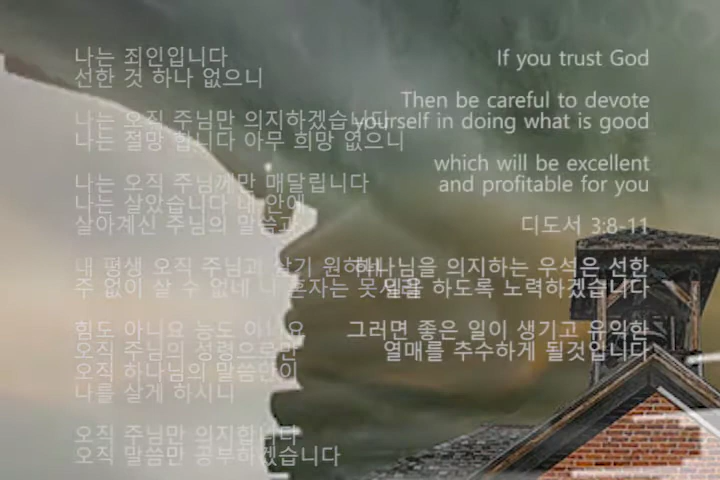 나는 죄인입니다
선한 것 하나 없으니
나는 오직 주님만 의지하겠습니다
나는 절망 합니다 아무 희망 없으니
나는 오직 주님께만 매달립니다
나는 살았습니다 내 안에
살아계신 주님의 말씀과
내 평생 오직 주님과 살기 원하네
주 없이 살 수 없네 나 혼자는 못
힘도 아니요 능도 아니요
오직 주님의 성령으로만
오직 하나님의 말씀만이
나를 살게 하시니
오직 주님만 의지합니다
오직 말씀만 공부하겠습니다
If you trust God
Then be careful to devote
yourself in doing what is good
which will be excellent
and profitable for you
디도서 3:8-11
하나님을 의지하는 우석은 선한
일을 하도록 노력하겠습니다
그러면 좋은 일이 생기고 유익한
열매를 추수하게 될것입니다